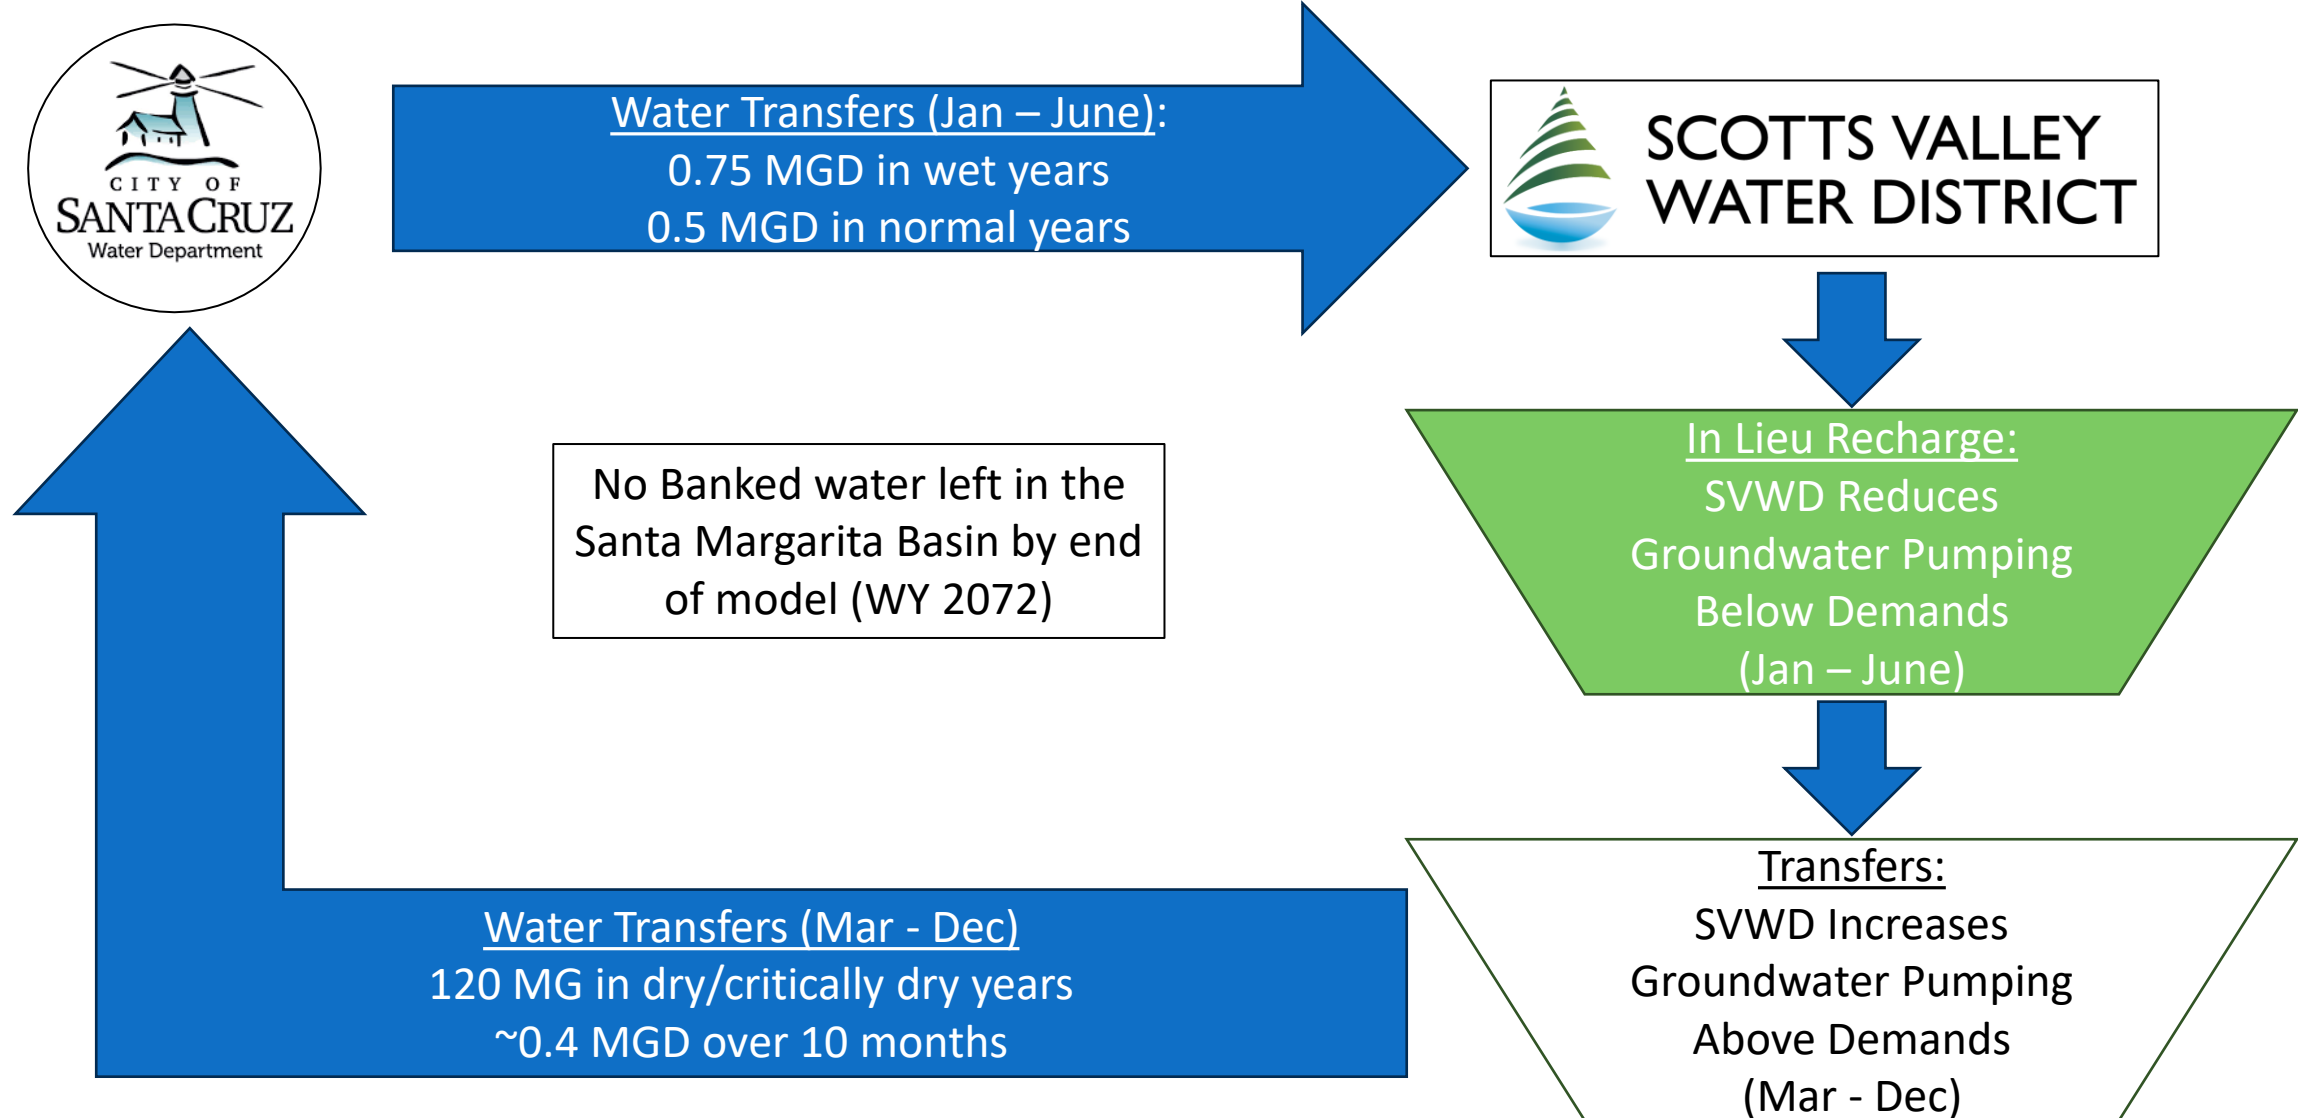 CITY OF
SANTA CRUZ
Water Department
Water Transfers (Jan – June):
0.75 MGD in wet years
0.5 MGD in normal years
SCOTTS VALLEY
WATER DISTRICT
In Lieu Recharge:
SVWD Reduces
Groundwater Pumping
Below Demands
(Jan – June)
No Banked water left in the
Santa Margarita Basin by end
of model (WY 2072)
Transfers:
SVWD Increases
Groundwater Pumping
Above Demands
(Mar - Dec)
Water Transfers (Mar - Dec)
120 MG in dry/critically dry years
~0.4 MGD over 10 months